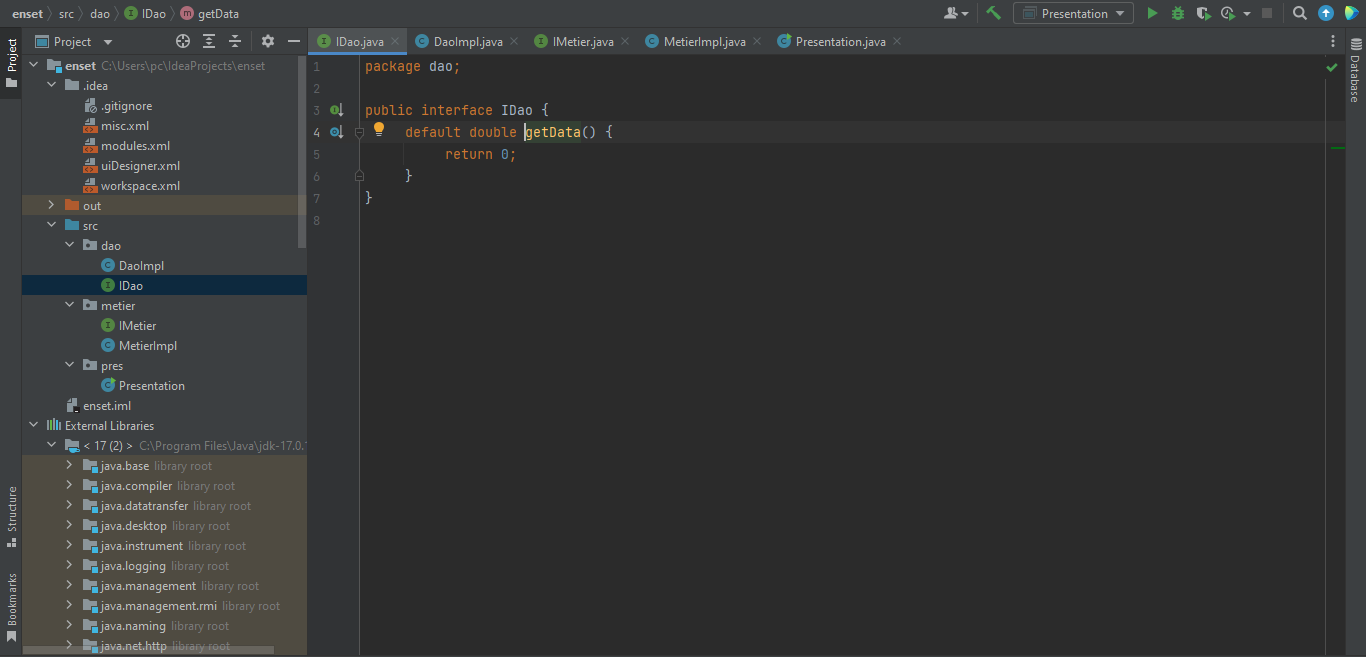 enset src dao IDao getData
Presentation
Project
IDao.java DaoImpl.java IMetier.java MetierImpl.java Presentation.java
Project
Structure
Bookmarks
enset C:\Users\pc\IdeaProjects\enset
.idea
.gitignore
misc.xml
modules.xml
uiDesigner.xml
workspace.xml
out
src
dao
DaoImpl
IDao
metier
IMetier
MetierImpl
pres
Presentation
enset.iml
External Libraries
< 17 (2) > C:\Program Files\Java\jdk-17.0.
java.base library root
java.compiler library root
java.datatransfer library root
java.desktop library root
java.instrument library root
java.logging library root
java.management library root
java.management.rmi library root
java.naming library root
java.net.http library root
1 package dao;
2
3 public interface IDao {
4 default double getData() {
5 return 0;
6 }
7 }
8
Database